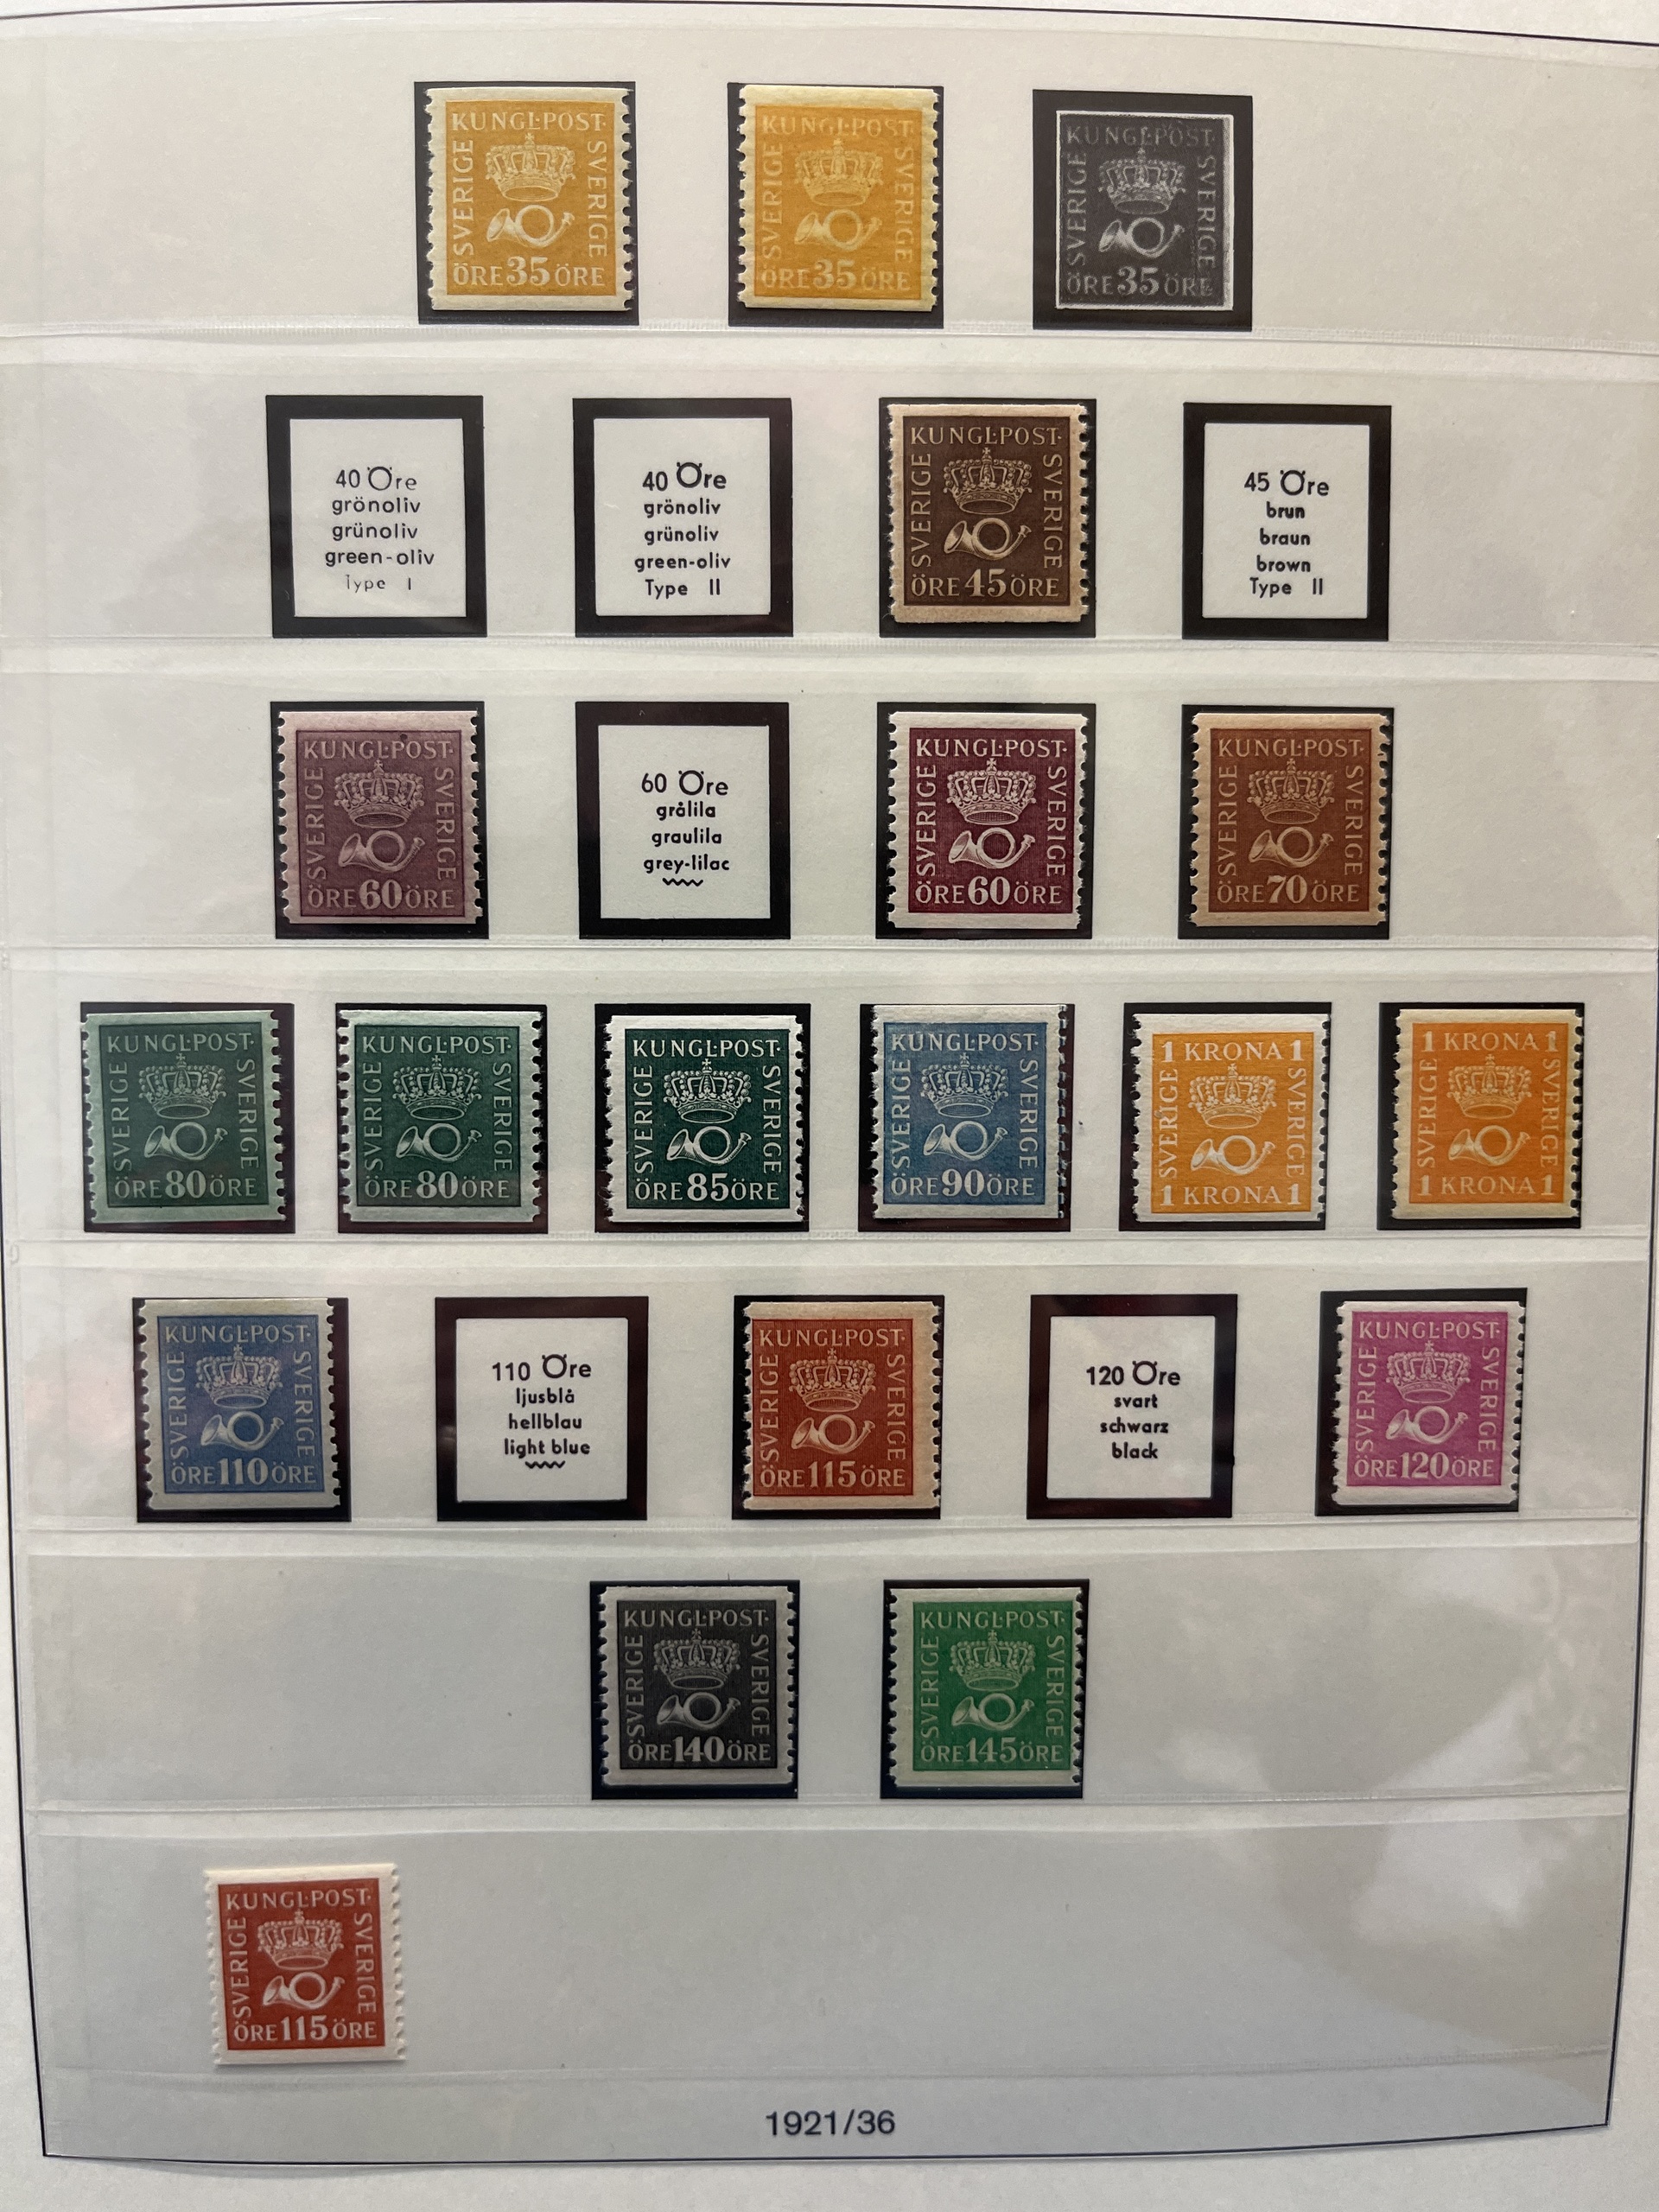 KUNGL·POST·
SVERIGE
SVERIGE
ÖRE 35 ÖRE
KUNGL·POST·
SVERIGE
SVERIGE
ÖRE 35 ÖRE
KUNGL·POST·
SVERIGE
SVERIGE
ÖRE 35 ÖRE
40 Öre
grönoliv
grünoliv
green-oliv
Type I
40 Öre
grönoliv
grünoliv
green-oliv
Type II
KUNGL·POST·
SVERIGE
SVERIGE
ÖRE 45 ÖRE
45 Öre
brun
braun
brown
Type II
KUNGL·POST·
SVERIGE
SVERIGE
ÖRE 60 ÖRE
60 Öre
grålila
graulila
grey-lilac
KUNGL·POST·
SVERIGE
SVERIGE
ÖRE 60 ÖRE
KUNGL·POST·
SVERIGE
SVERIGE
ÖRE 70 ÖRE
KUNGL·POST·
SVERIGE
SVERIGE
ÖRE 80 ÖRE
KUNGL·POST·
SVERIGE
SVERIGE
ÖRE 80 ÖRE
KUNGL·POST·
SVERIGE
SVERIGE
ÖRE 85 ÖRE
KUNGL·POST·
SVERIGE
SVERIGE
ÖRE 90 ÖRE
1 KRONA 1
SVERIGE
SVERIGE
1 KRONA 1
1 KRONA 1
SVERIGE
SVERIGE
1 KRONA 1
KUNGL·POST·
SVERIGE
SVERIGE
ÖRE 110 ÖRE
110 Öre
ljusblå
hellblau
light blue
KUNGL·POST·
SVERIGE
SVERIGE
ÖRE 115 ÖRE
120 Öre
svart
schwarz
black
KUNGL·POST·
SVERIGE
SVERIGE
ÖRE 120 ÖRE
KUNGL·POST·
SVERIGE
SVERIGE
ÖRE 140 ÖRE
KUNGL·POST·
SVERIGE
SVERIGE
ÖRE 145 ÖRE
KUNGL·POST·
SVERIGE
SVERIGE
ÖRE 115 ÖRE
1921/36